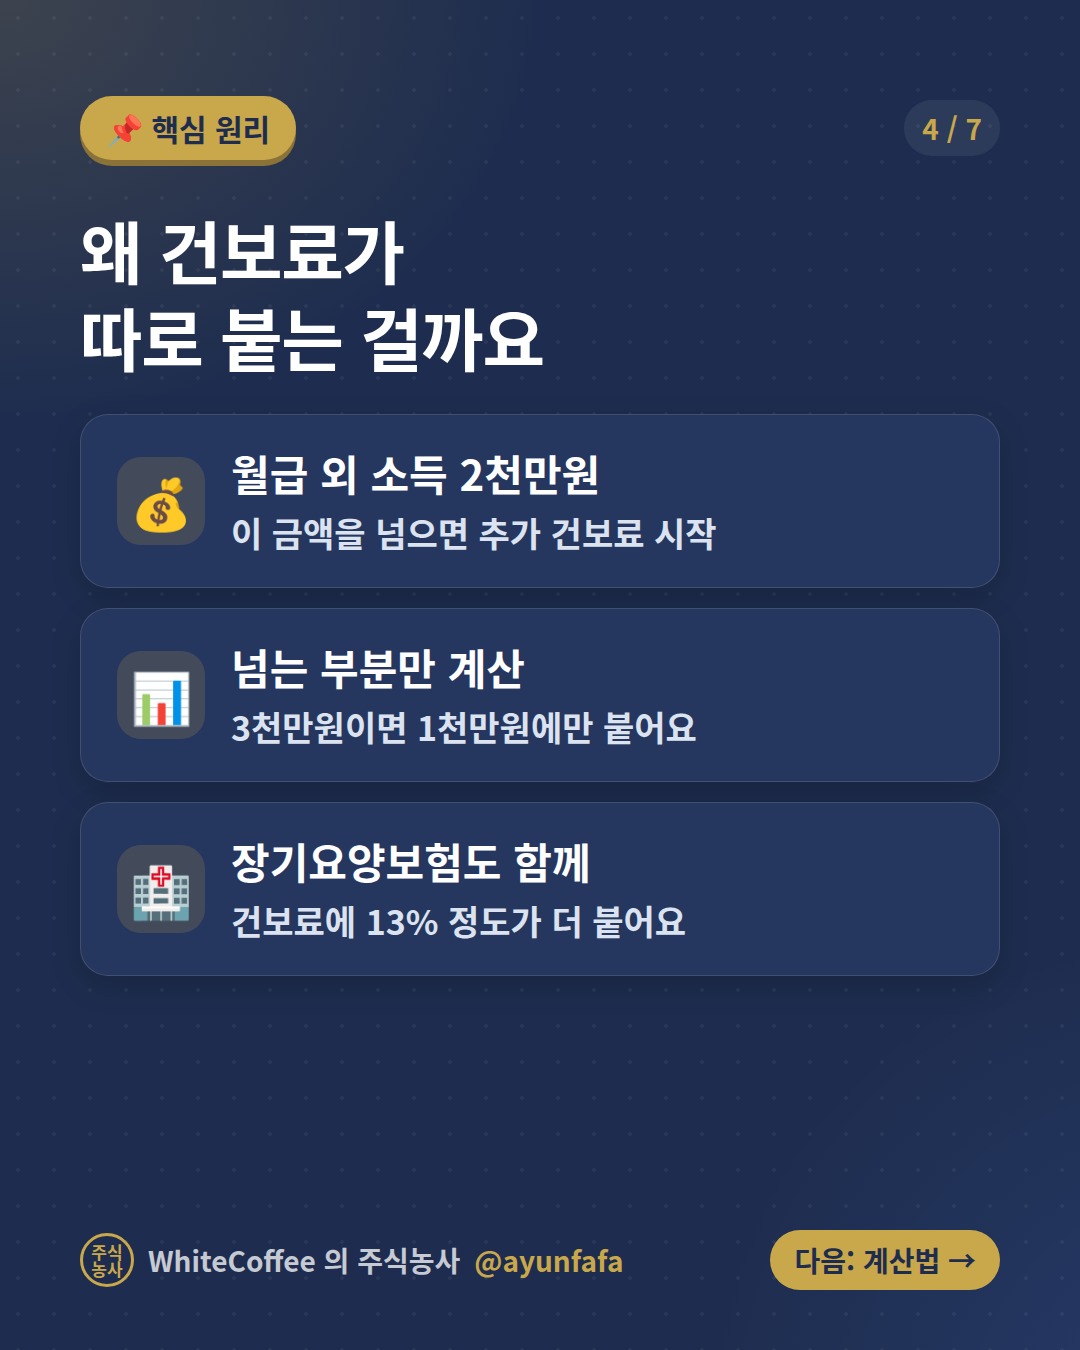 📌 핵심 원리
4 / 7
왜 건보료가
따로 붙는 걸까요
월급 외 소득 2천만원
이 금액을 넘으면 추가 건보료 시작
넘는 부분만 계산
3천만원이면 1천만원에만 붙어요
장기요양보험도 함께
건보료에 13% 정도가 더 붙어요
주식
농사
WhiteCoffee 의 주식농사 @ayunfafa
다음: 계산법 →